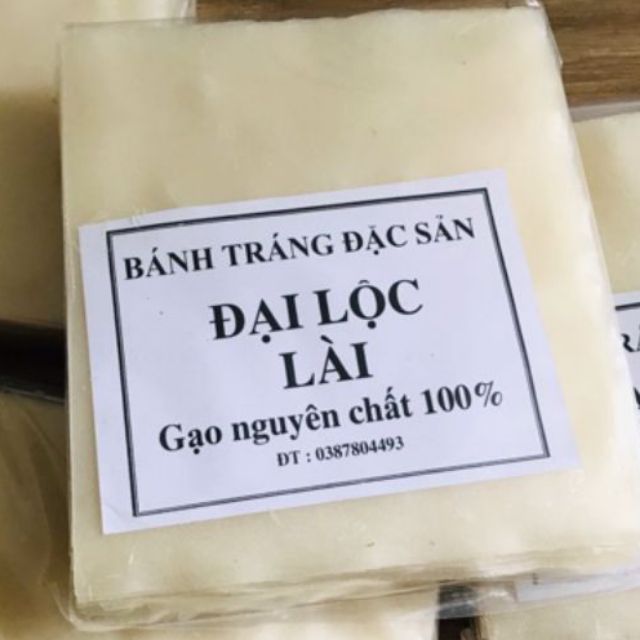 BÁNH TRÁNG ĐẶC SẢN
ĐẠI LỘC
LÀI
Gạo nguyên chất 100%
ĐT : 0387804493